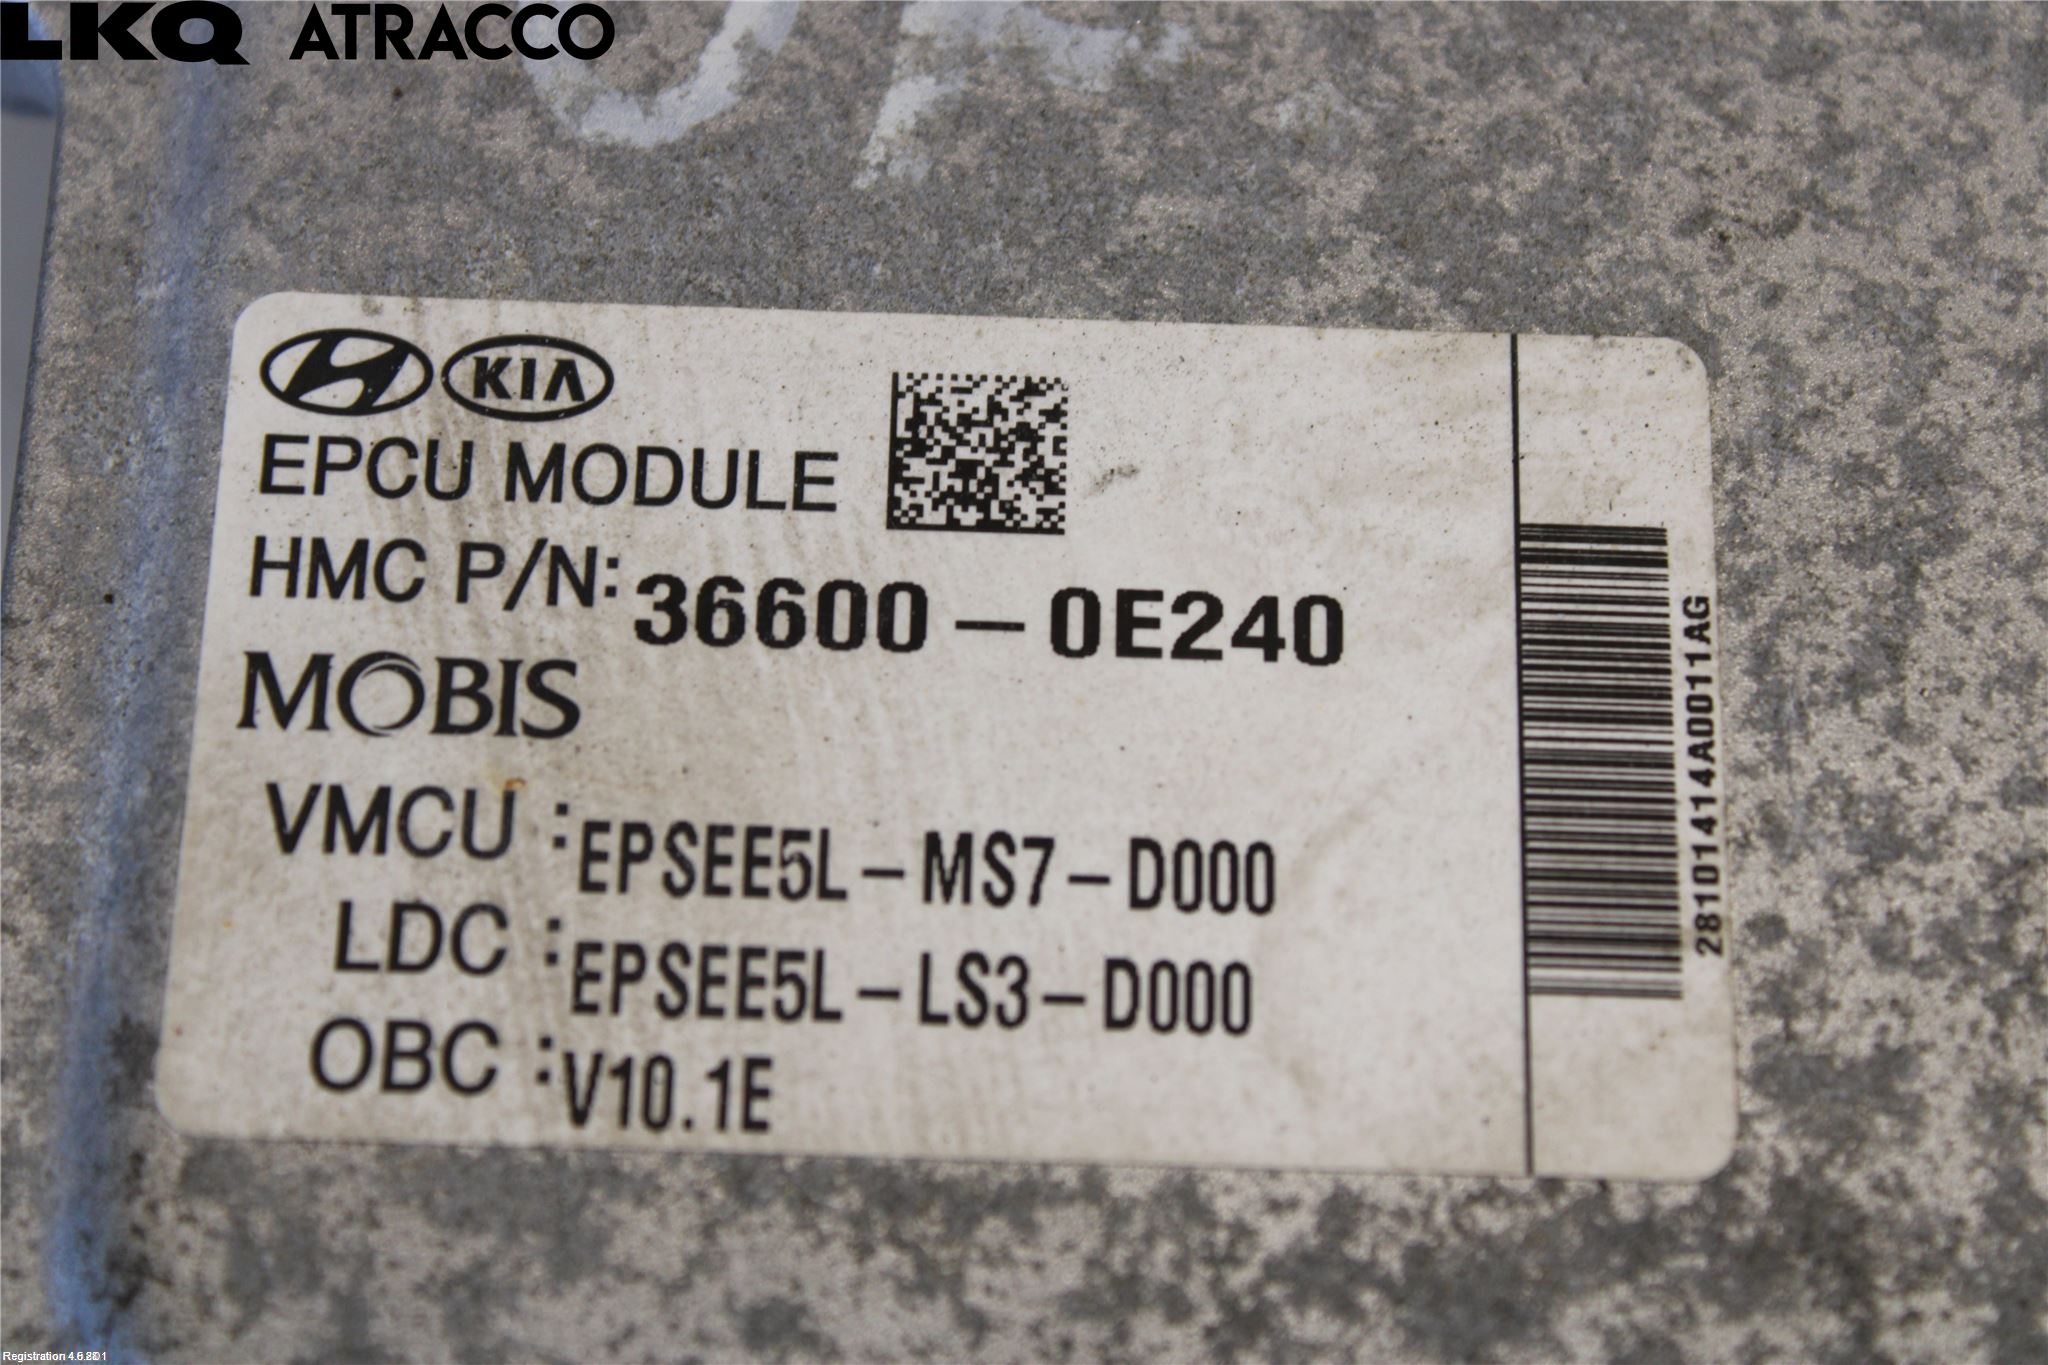 LKQ ATRACCO
KIA
EPCU MODULE
HMC P/N: 36600-0E240
MOBIS
VMCU : EPSEE5L-MS7-D000
LDC : EPSEE5L-LS3-D000
OBC : V10.1E
28101414A0011AG
Registration